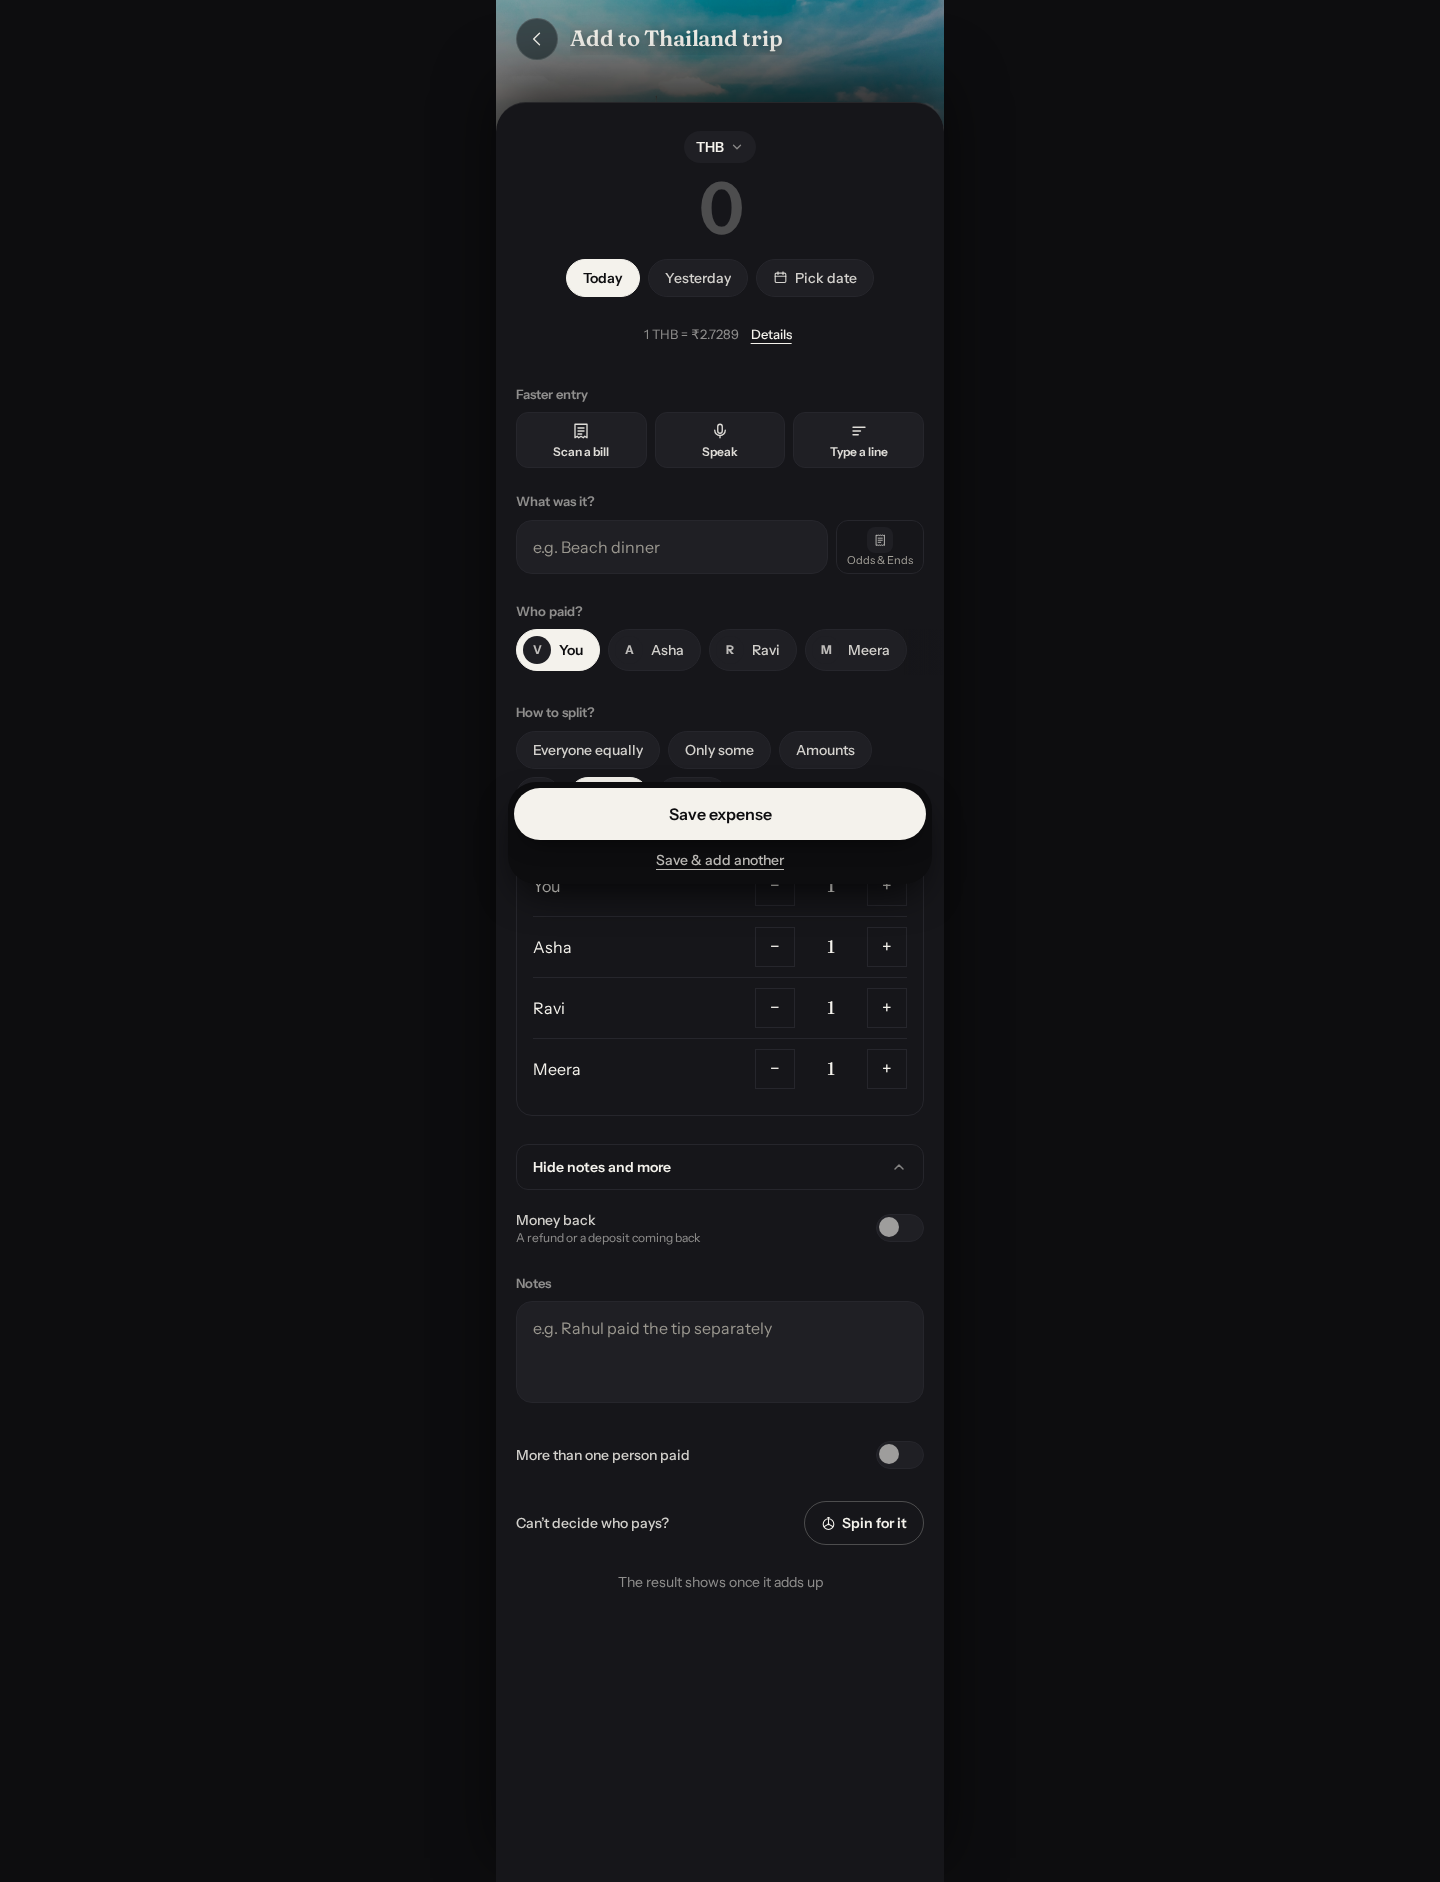 Add to Thailand trip
THB
0
Today Yesterday Pick date
1 THB = ₹2.7289 Details
Faster entry
Scan a bill Speak Type a line
What was it?
e.g. Beach dinner
Odds & Ends
Who paid?
V You A Asha R Ravi M Meera
How to split?
Everyone equally Only some Amounts
Save expense
Save & add another
You − 1 +
Asha − 1 +
Ravi − 1 +
Meera − 1 +
Hide notes and more
Money back
A refund or a deposit coming back
Notes
e.g. Rahul paid the tip separately
More than one person paid
Can't decide who pays? Spin for it
The result shows once it adds up